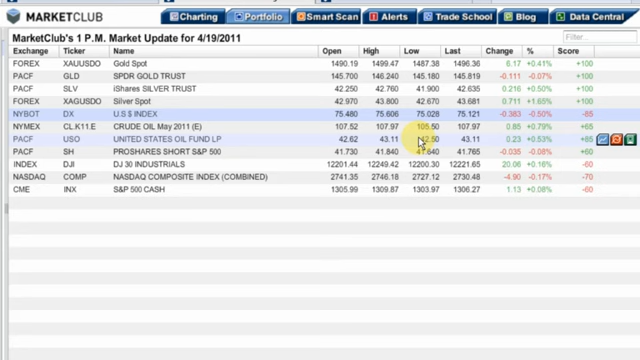 MARKETCLUB Charting Portfolio Smart Scan Alerts Trade School Blog Data Central
MarketClub's 1 P.M. Market Update for 4/19/2011 Filter...
Exchange Ticker Name Open High Low Last Change % Score
FOREX XAUUSDO Gold Spot 1490.19 1499.47 1487.38 1496.36 6.17 +0.41% +100
PACF GLD SPDR GOLD TRUST 145.700 146.240 145.180 145.819 -0.111 -0.07% +100
PACF SLV iShares SILVER TRUST 42.250 42.760 41.900 42.635 0.216 +0.50% +100
FOREX XAGUSDO Silver Spot 42.970 43.800 42.670 43.681 0.711 +1.65% +100
NYBOT DX U.S $ INDEX 75.480 75.606 75.028 75.121 -0.383 -0.50% -85
NYMEX CL.K11.E CRUDE OIL May 2011 (E) 107.52 107.97 105.50 107.97 0.85 +0.79% +65
PACF USO UNITED STATES OIL FUND LP 42.62 43.11 43.11 0.23 +0.53% +65
PACF SH PROSHARES SHORT S&P 500 41.730 41.840 41.640 41.765 -0.035 -0.08% +60
INDEX DJI DJ 30 INDUSTRIALS 12201.44 12249.42 12200.30 12221.65 20.06 +0.16% -60
NASDAQ COMP NASDAQ COMPOSITE INDEX (COMBINED) 2741.35 2746.18 2727.12 2730.48 -4.90 -0.17% -70
CME INX S&P 500 CASH 1305.99 1309.87 1303.97 1306.27 1.13 +0.08% -60